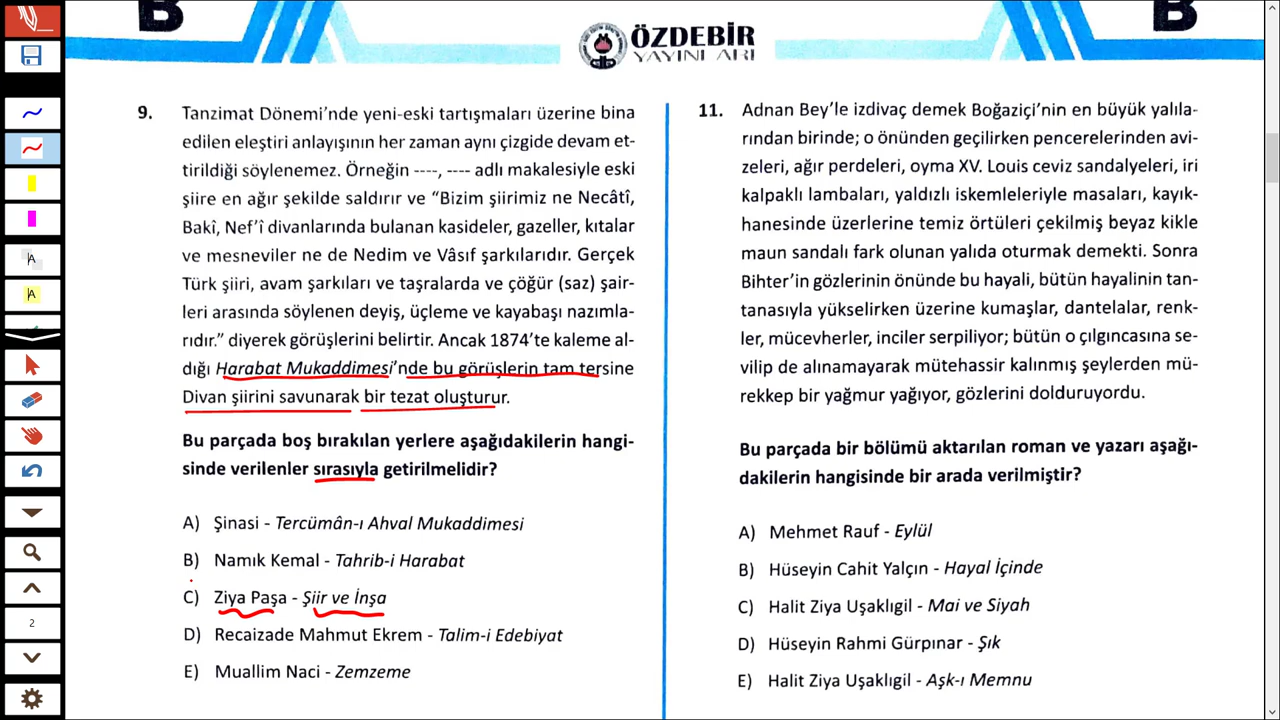 B
ÖZDEBİR
YAYINLARI
B
9. Tanzimat Dönemi'nde yeni-eski tartışmaları üzerine bina
edilen eleştiri anlayışının her zaman aynı çizgide devam et-
tirildiği söylenemez. Örneğin ----, ---- adlı makalesiyle eski
şiire en ağır şekilde saldırır ve "Bizim şiirimiz ne Necâtî,
Bakî, Nef'î divanlarında bulunan kasideler, gazeller, kıtalar
ve mesneviler ne de Nedim ve Vâsıf şarkılarıdır. Gerçek
Türk şiiri, avam şarkıları ve taşralarda ve çöğür (saz) şair-
leri arasında söylenen deyiş, üçleme ve kayabaşı nazımla-
rıdır." diyerek görüşlerini belirtir. Ancak 1874'te kaleme al-
dığı Harabat Mukaddimesi'nde bu görüşlerin tam tersine
Divan şiirini savunarak bir tezat oluşturur.
Bu parçada boş bırakılan yerlere aşağıdakilerin hangi-
sinde verilenler sırasıyla getirilmelidir?
A) Şinasi - Tercümân-ı Ahval Mukaddimesi
B) Namık Kemal - Tahrib-i Harabat
C) Ziya Paşa - Şiir ve İnşa
D) Recaizade Mahmut Ekrem - Talim-i Edebiyat
E) Muallim Naci - Zemzeme
11. Adnan Bey'le izdivaç demek Boğaziçi'nin en büyük yalıla-
rından birinde; o önünden geçilirken pencerelerinden avi-
zeleri, ağır perdeleri, oyma XV. Louis ceviz sandalyeleri, iri
kalpaklı lambaları, yaldızlı iskemleleriyle masaları, kayık-
hanesinde üzerlerine temiz örtüleri çekilmiş beyaz kikle
maun sandalı fark olunan yalıda oturmak demekti. Sonra
Bihter'in gözlerinin önünde bu hayali, bütün hayalinin tan-
tanasıyla yükselirken üzerine kumaşlar, dantelalar, renk-
ler, mücevherler, inciler serpiliyor; bütün o çılgıncasına se-
vilip de alınamayarak mütehassir kalınmış şeylerden mü-
rekkep bir yağmur yağıyor, gözlerini dolduruyordu.
Bu parçada bir bölümü aktarılan roman ve yazarı aşağı-
dakilerin hangisinde bir arada verilmiştir?
A) Mehmet Rauf - Eylül
B) Hüseyin Cahit Yalçın - Hayal İçinde
C) Halit Ziya Uşaklıgil - Mai ve Siyah
D) Hüseyin Rahmi Gürpınar - Şık
E) Halit Ziya Uşaklıgil - Aşk-ı Memnu
A
A
2